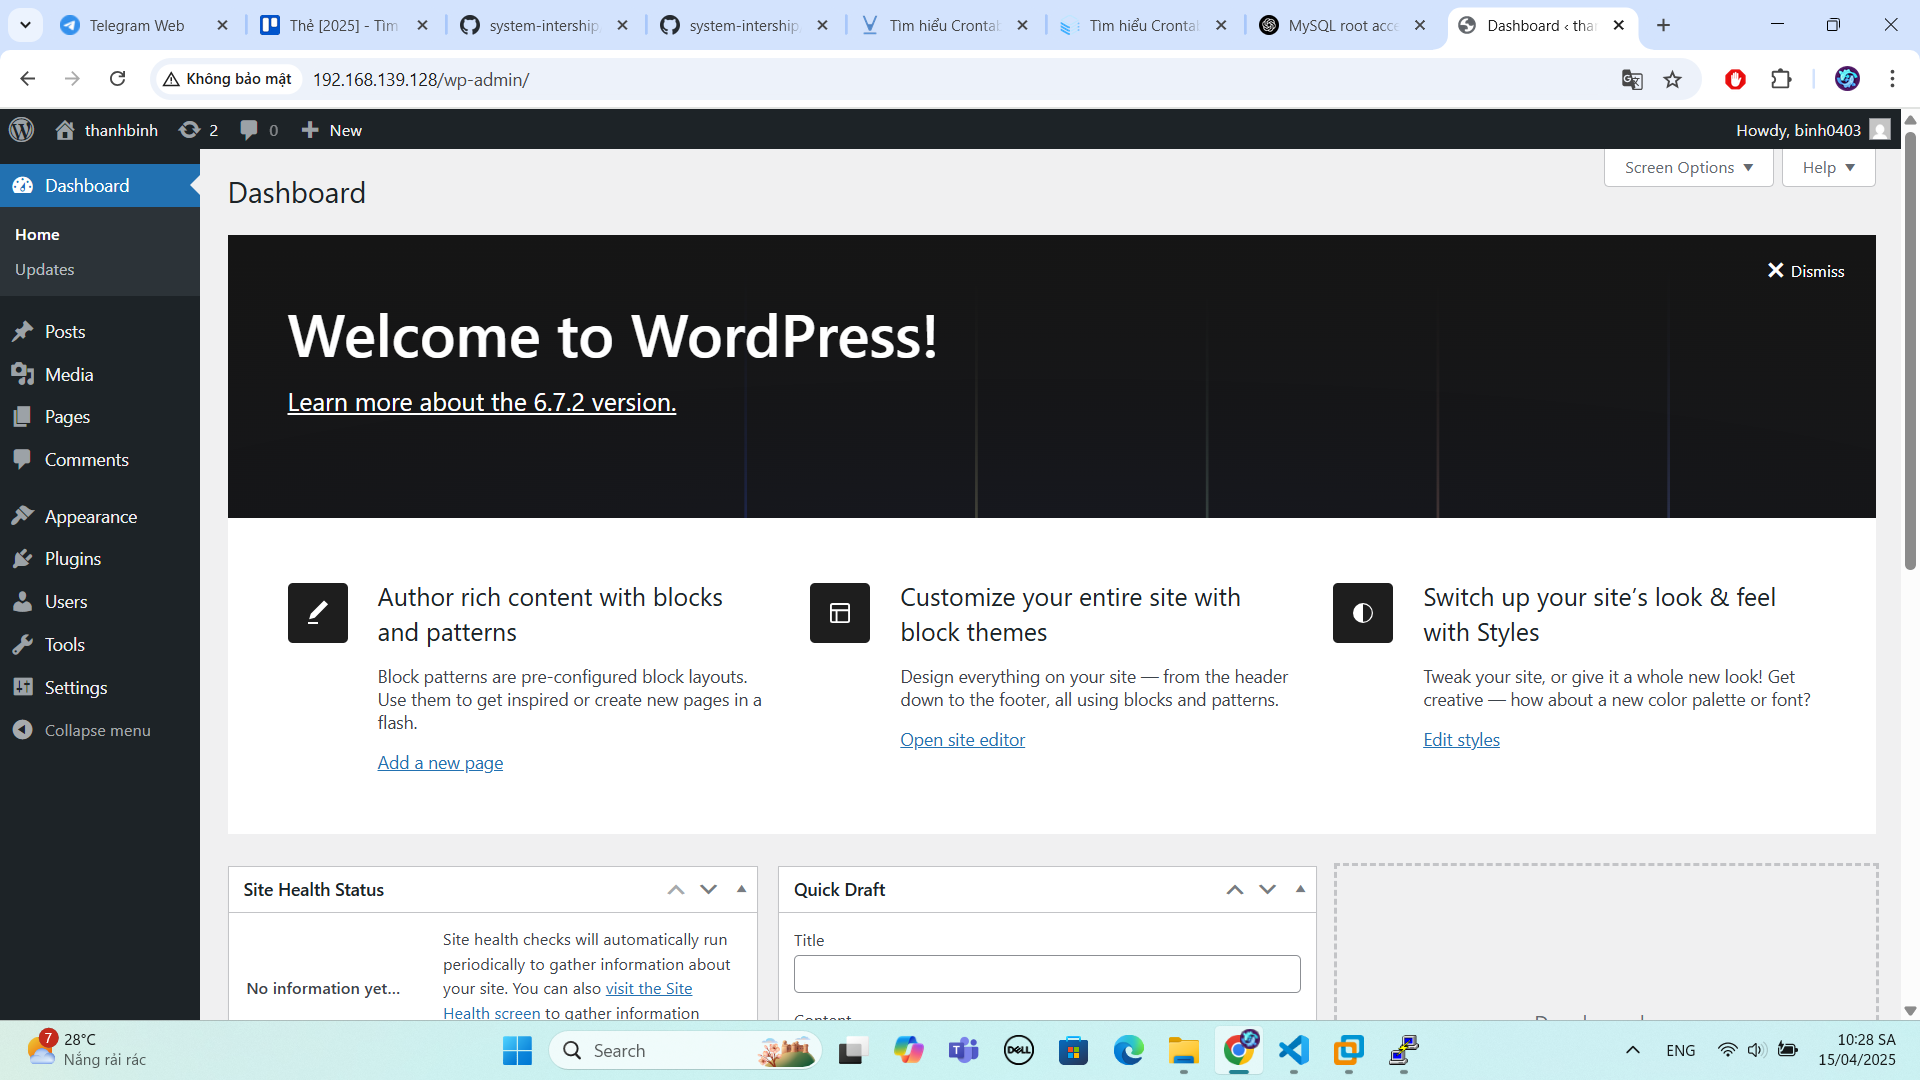 Telegram Web
Thẻ [2025] - Tìm
system-intership
system-intership
Tìm hiểu Crontab
Tìm hiểu Crontab
MySQL root acce
Dashboard ‹ than
Không bảo mật
192.168.139.128/wp-admin/
thanhbinh
2
0
New
Howdy, binh0403
Screen Options
Help
Dashboard
Home
Updates
Posts
Media
Pages
Comments
Appearance
Plugins
Users
Tools
Settings
Collapse menu
Dashboard
Dismiss
Welcome to WordPress!
Learn more about the 6.7.2 version.
Author rich content with blocks
and patterns
Block patterns are pre-configured block layouts.
Use them to get inspired or create new pages in a
flash.
Add a new page
Customize your entire site with
block themes
Design everything on your site — from the header
down to the footer, all using blocks and patterns.
Open site editor
Switch up your site’s look & feel
with Styles
Tweak your site, or give it a whole new look! Get
creative — how about a new color palette or font?
Edit styles
Site Health Status
No information yet...
Site health checks will automatically run
periodically to gather information about
your site. You can also visit the Site
Health screen to gather information
Quick Draft
Title
Content
7
28°C
Nắng rải rác
Search
DELL
ENG
10:28 SA
15/04/2025